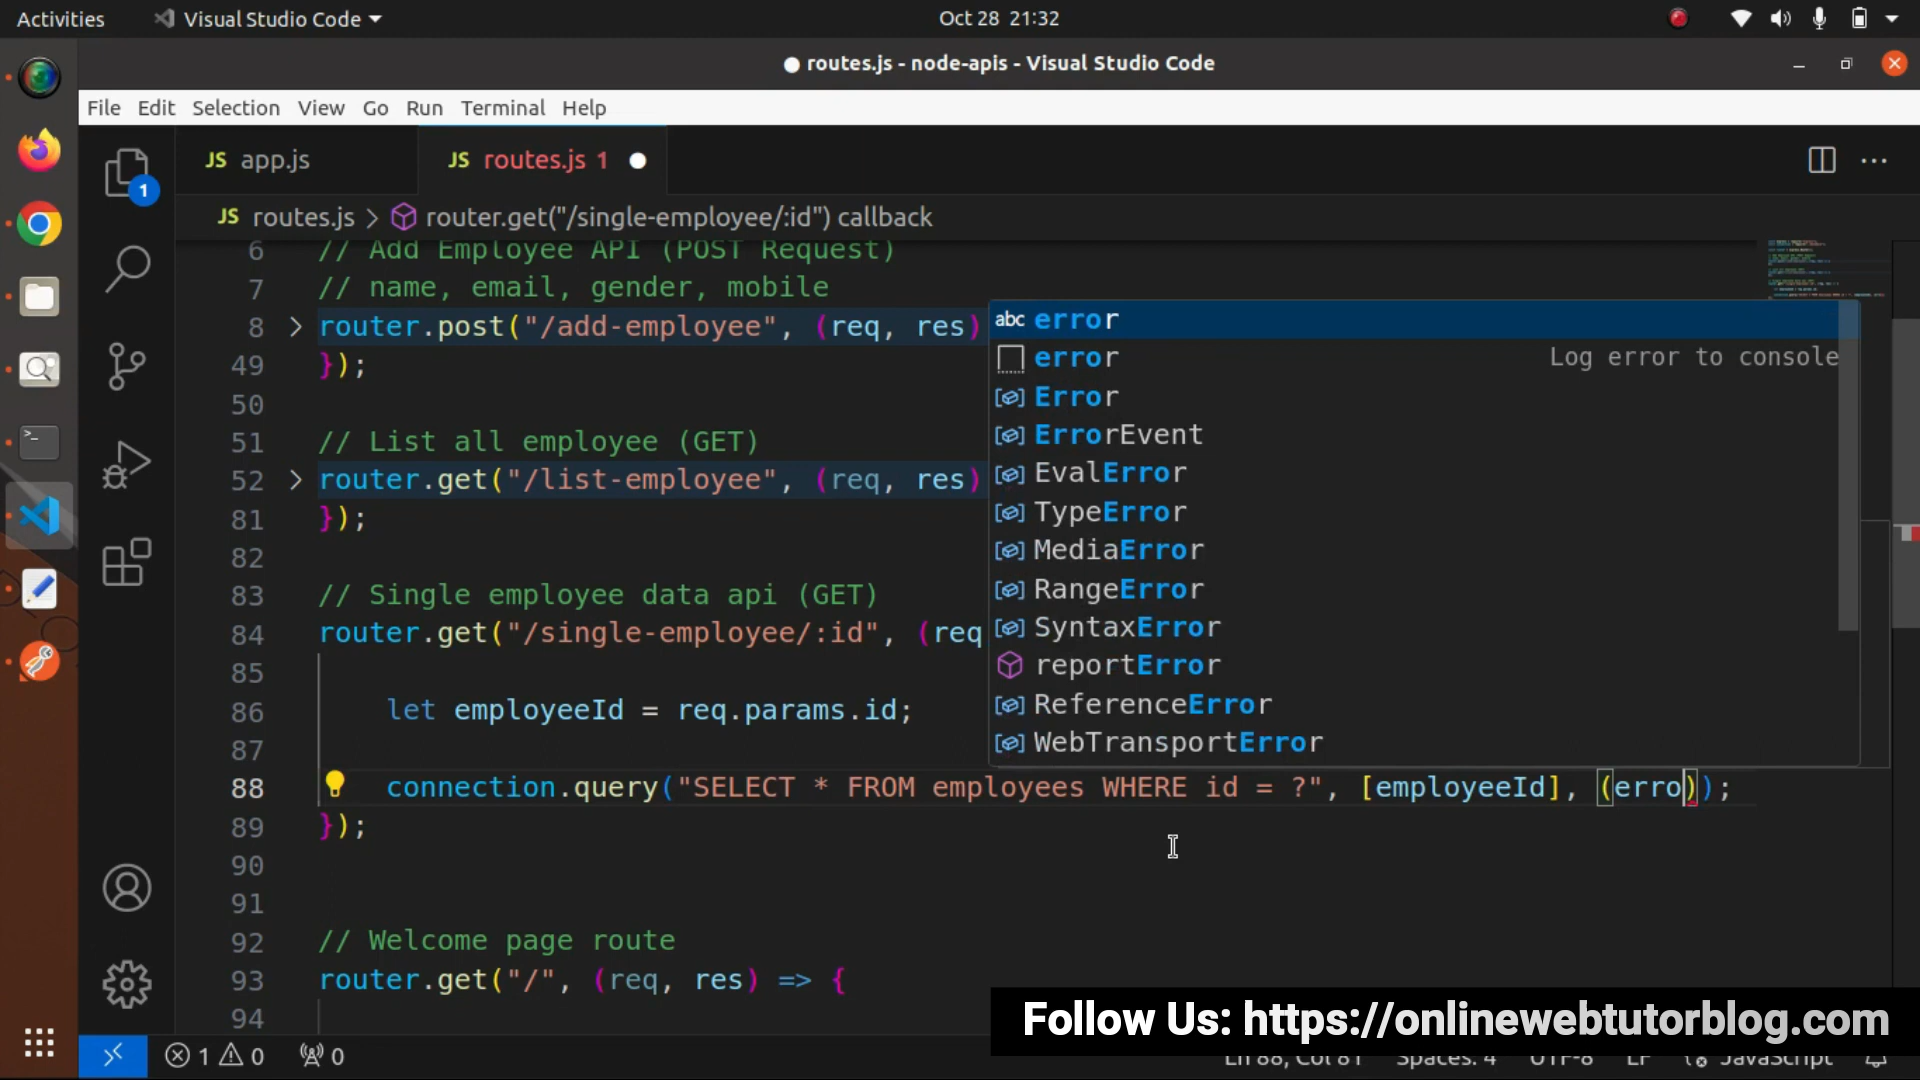 Activities
Visual Studio Code
Oct 28 21:32
routes.js - node-apis - Visual Studio Code
File Edit Selection View Go Run Terminal Help
1
JS app.js
JS routes.js 1
JS routes.js > router.get("/single-employee/:id") callback
6 // Add Employee API (POST Request)
7 // name, email, gender, mobile
8 > router.post("/add-employee", (req, res)
49 });
50
51 // List all employee (GET)
52 > router.get("/list-employee", (req, res)
81 });
82
83 // Single employee data api (GET)
84 router.get("/single-employee/:id", (req
85
86 let employeeId = req.params.id;
87
88 connection.query("SELECT * FROM employees WHERE id = ?", [employeeId], (erro));
89 });
90
91
92 // Welcome page route
93 router.get("/", (req, res) => {
94
abc error
error Log error to console
Error
ErrorEvent
EvalError
TypeError
MediaError
RangeError
SyntaxError
reportError
ReferenceError
WebTransportError
Follow Us: https://onlinewebtutorblog.com
1 0 0
Ln 88, Col 81 Spaces: 4 UTF-8 LF JavaScript